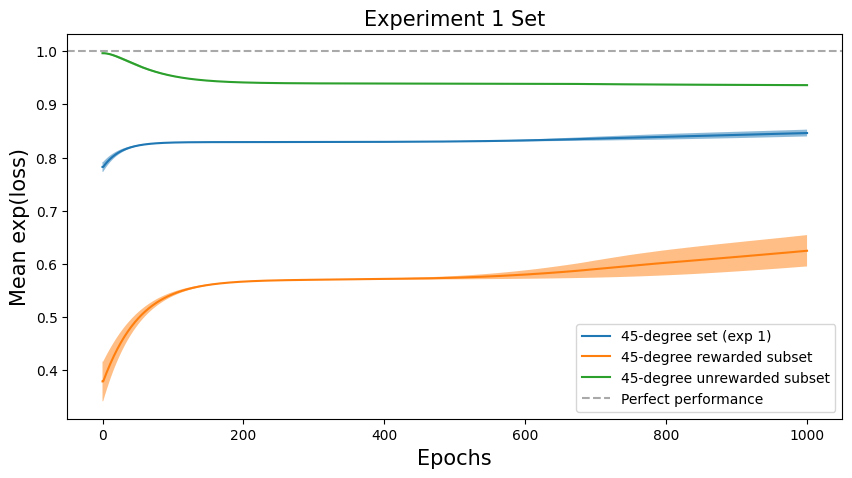 Experiment 1 Set
Mean exp(loss)
1.0
0.9
0.8
0.7
0.6
0.5
0.4
45-degree set (exp 1)
45-degree rewarded subset
45-degree unrewarded subset
Perfect performance
0 200 400 600 800 1000
Epochs